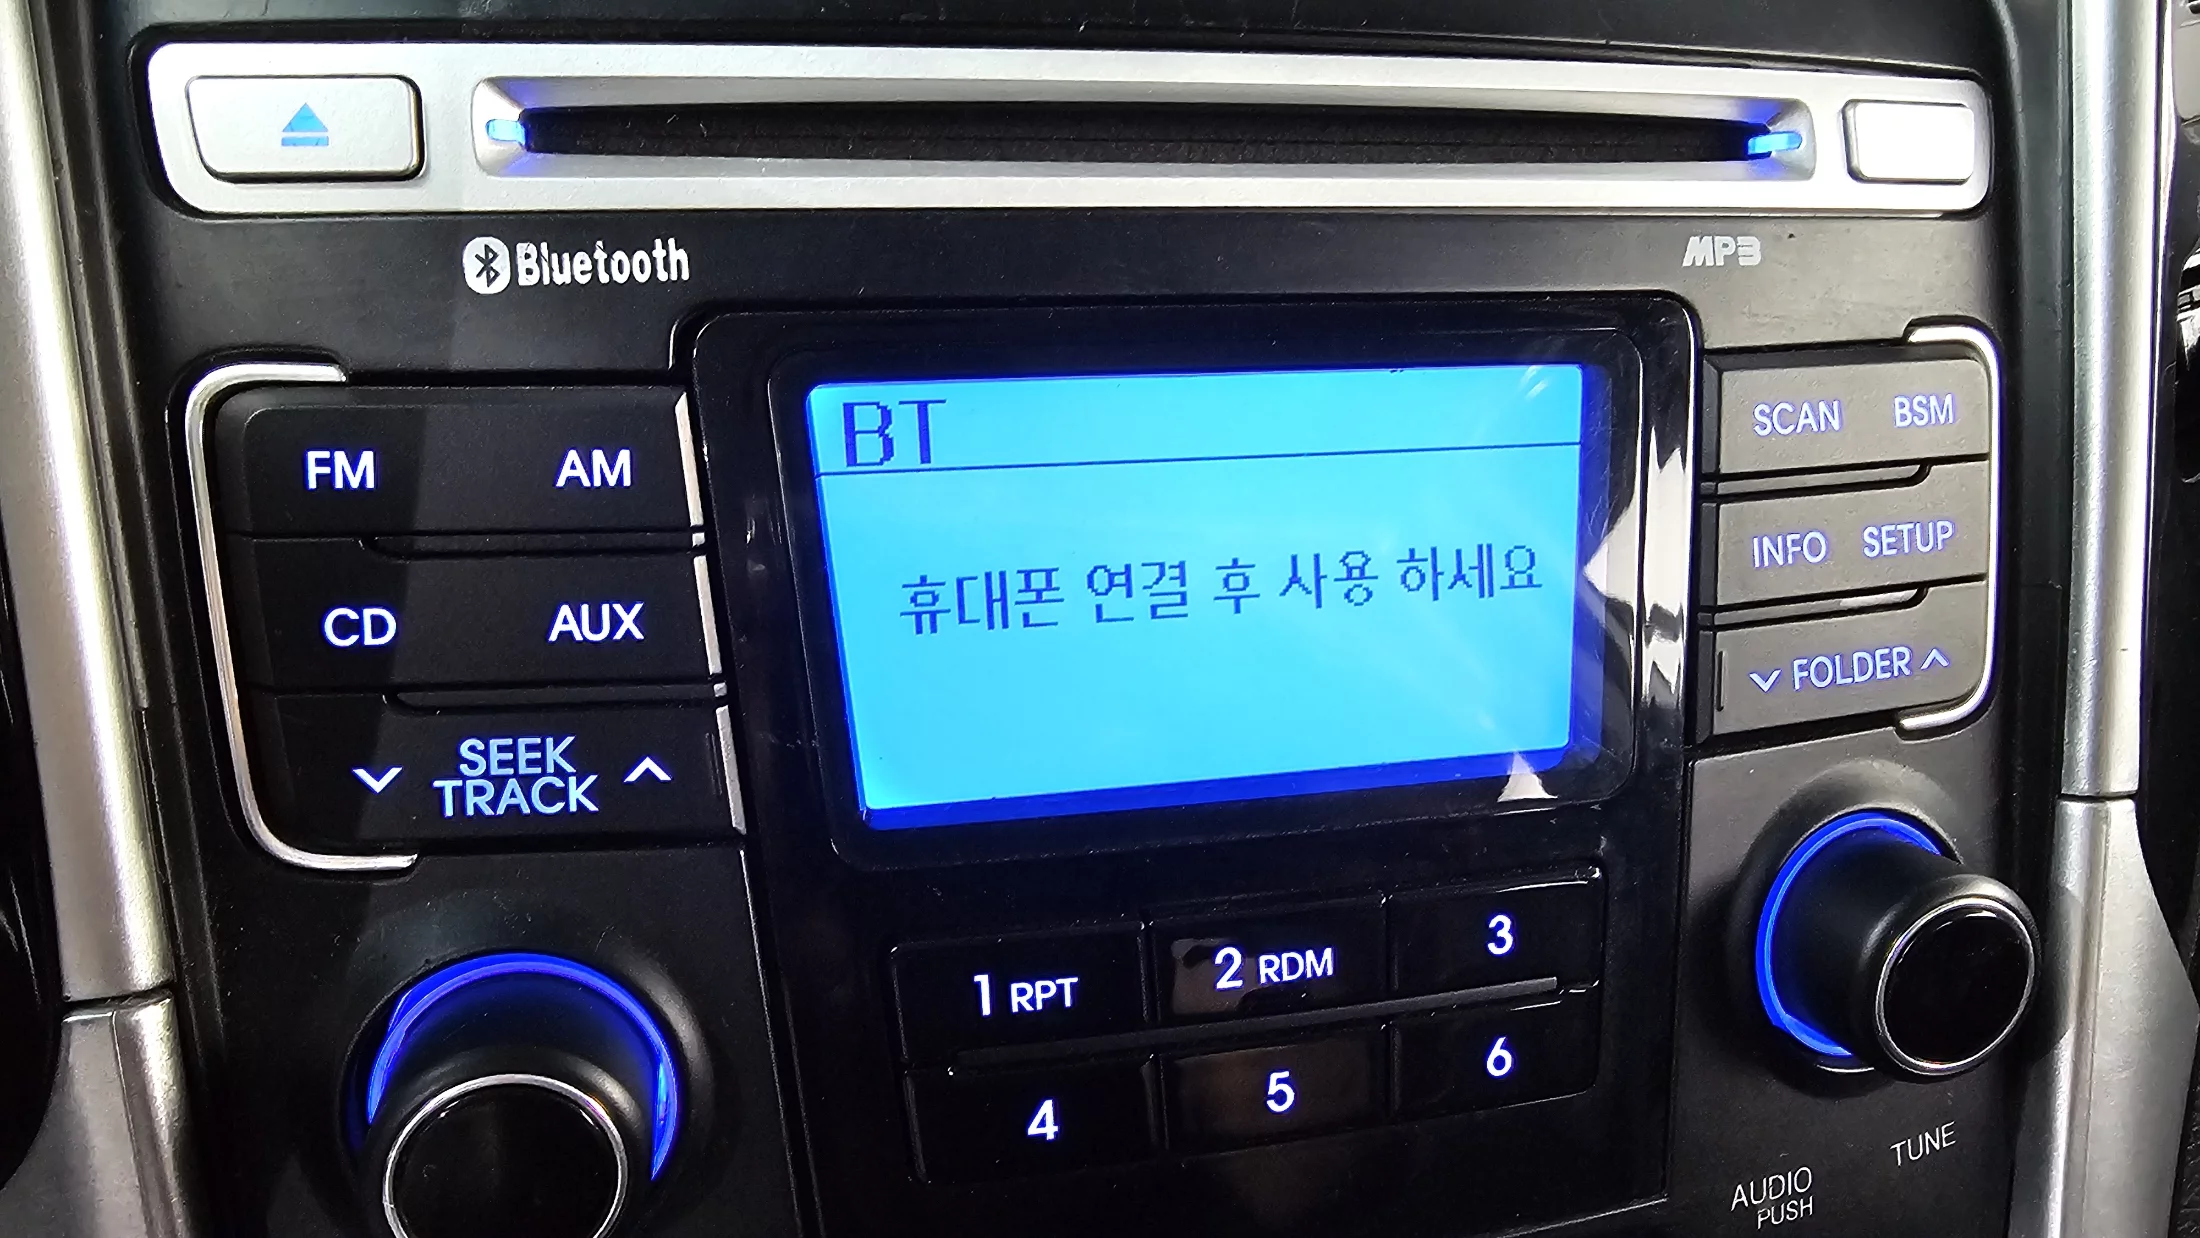 Bluetooth
MP3
BT
휴대폰 연결 후 사용 하세요
FM AM
CD AUX
SEEK
TRACK
SCAN BSM
INFO SETUP
FOLDER
1 RPT 2 RDM 3
4 5 6
TUNE
AUDIO
PUSH